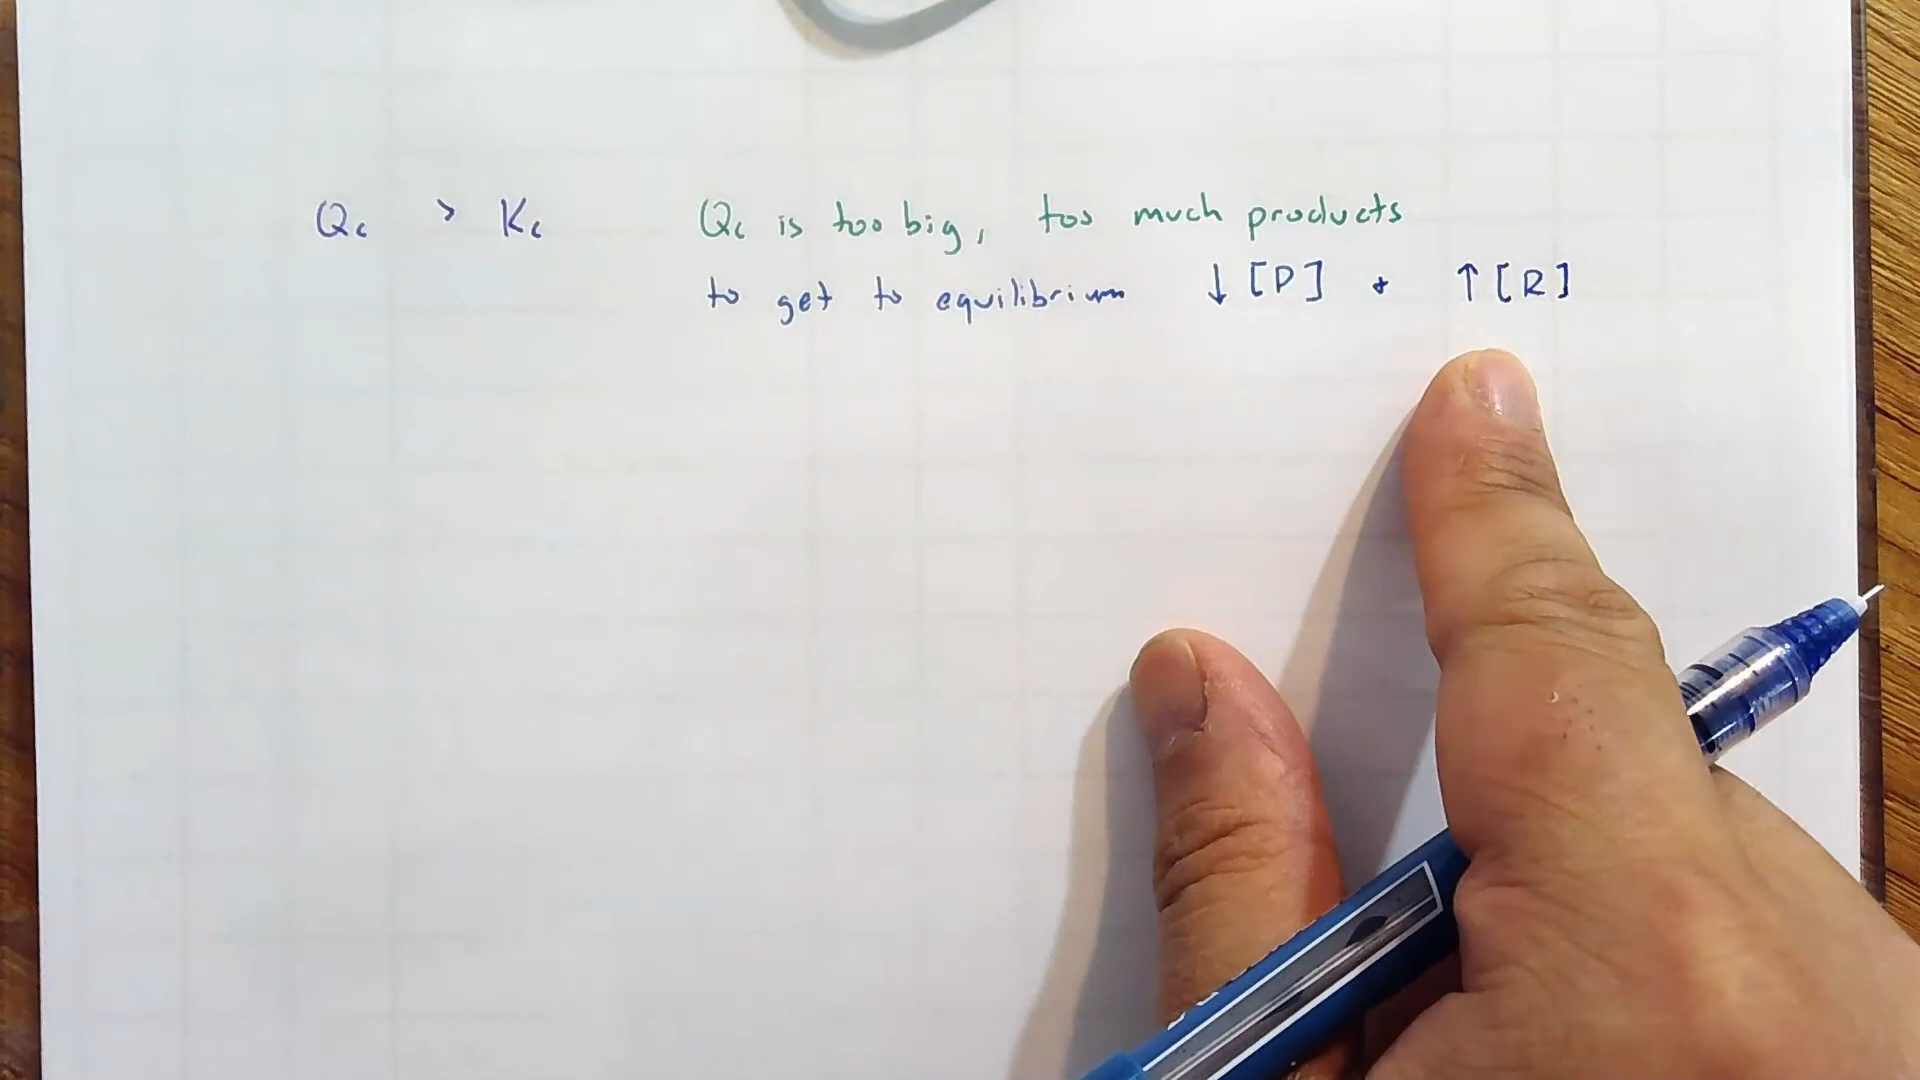 Qc > Kc Qc is too big, too much products
to get to equilibrium ↓ [P] + ↑ [R]